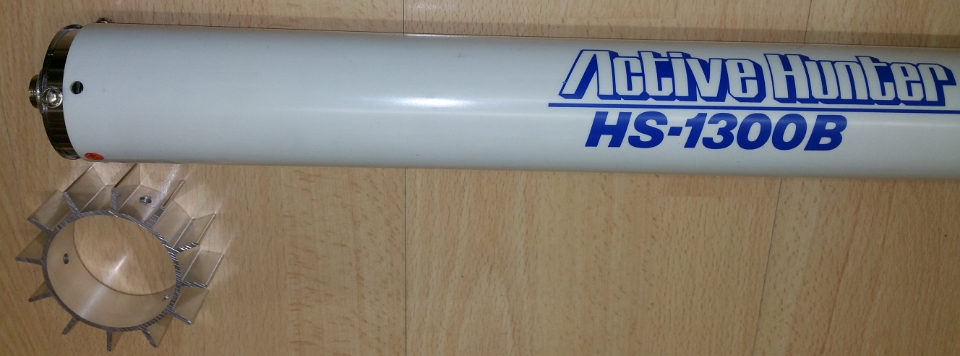 Active Hunter
HS-1300B